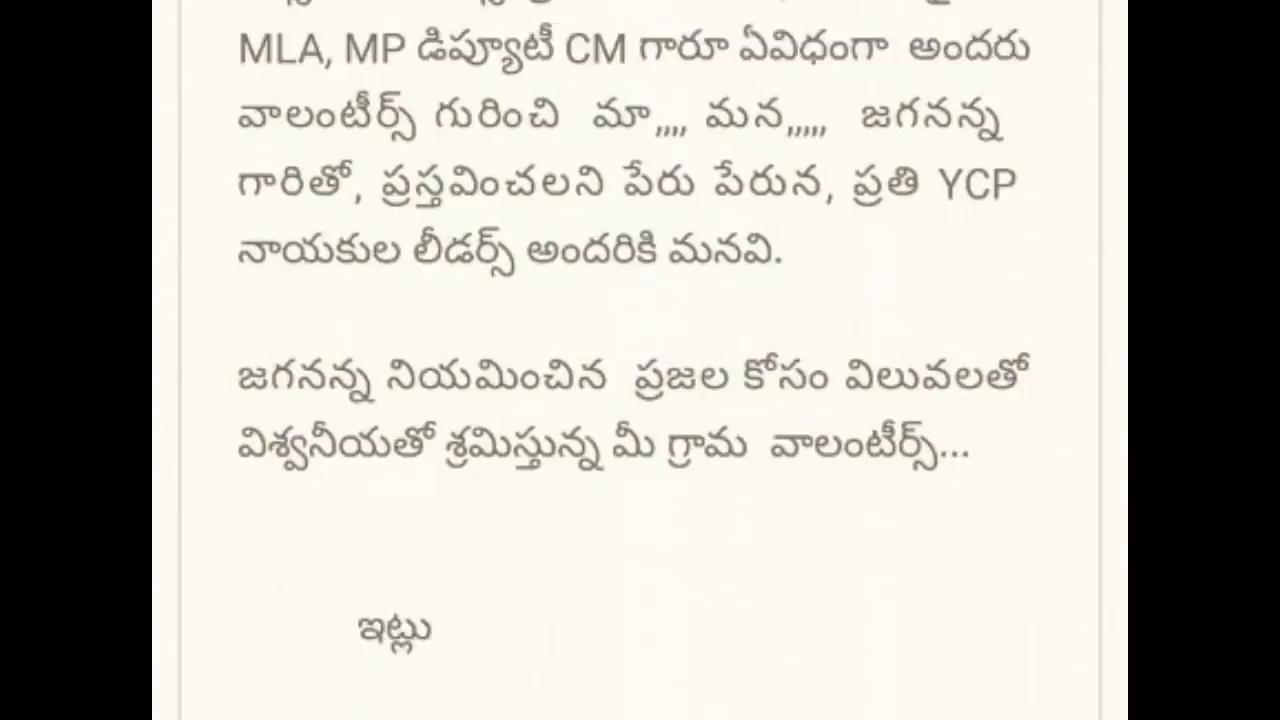 MLA, MP డిప్యూటీ CM గారూ ఏవిధంగా అందరు
వాలంటీర్స్ గురించి మా,,,, మన,,,,, జగనన్న
గారితో, ప్రస్తవించలని పేరు పేరున, ప్రతి YCP
నాయకుల లీడర్స్ అందరికి మనవి.
జగనన్న నియమించిన ప్రజల కోసం విలువలతో
విశ్వనీయతో శ్రమిస్తున్న మీ గ్రామ వాలంటీర్స్...
ఇట్లు